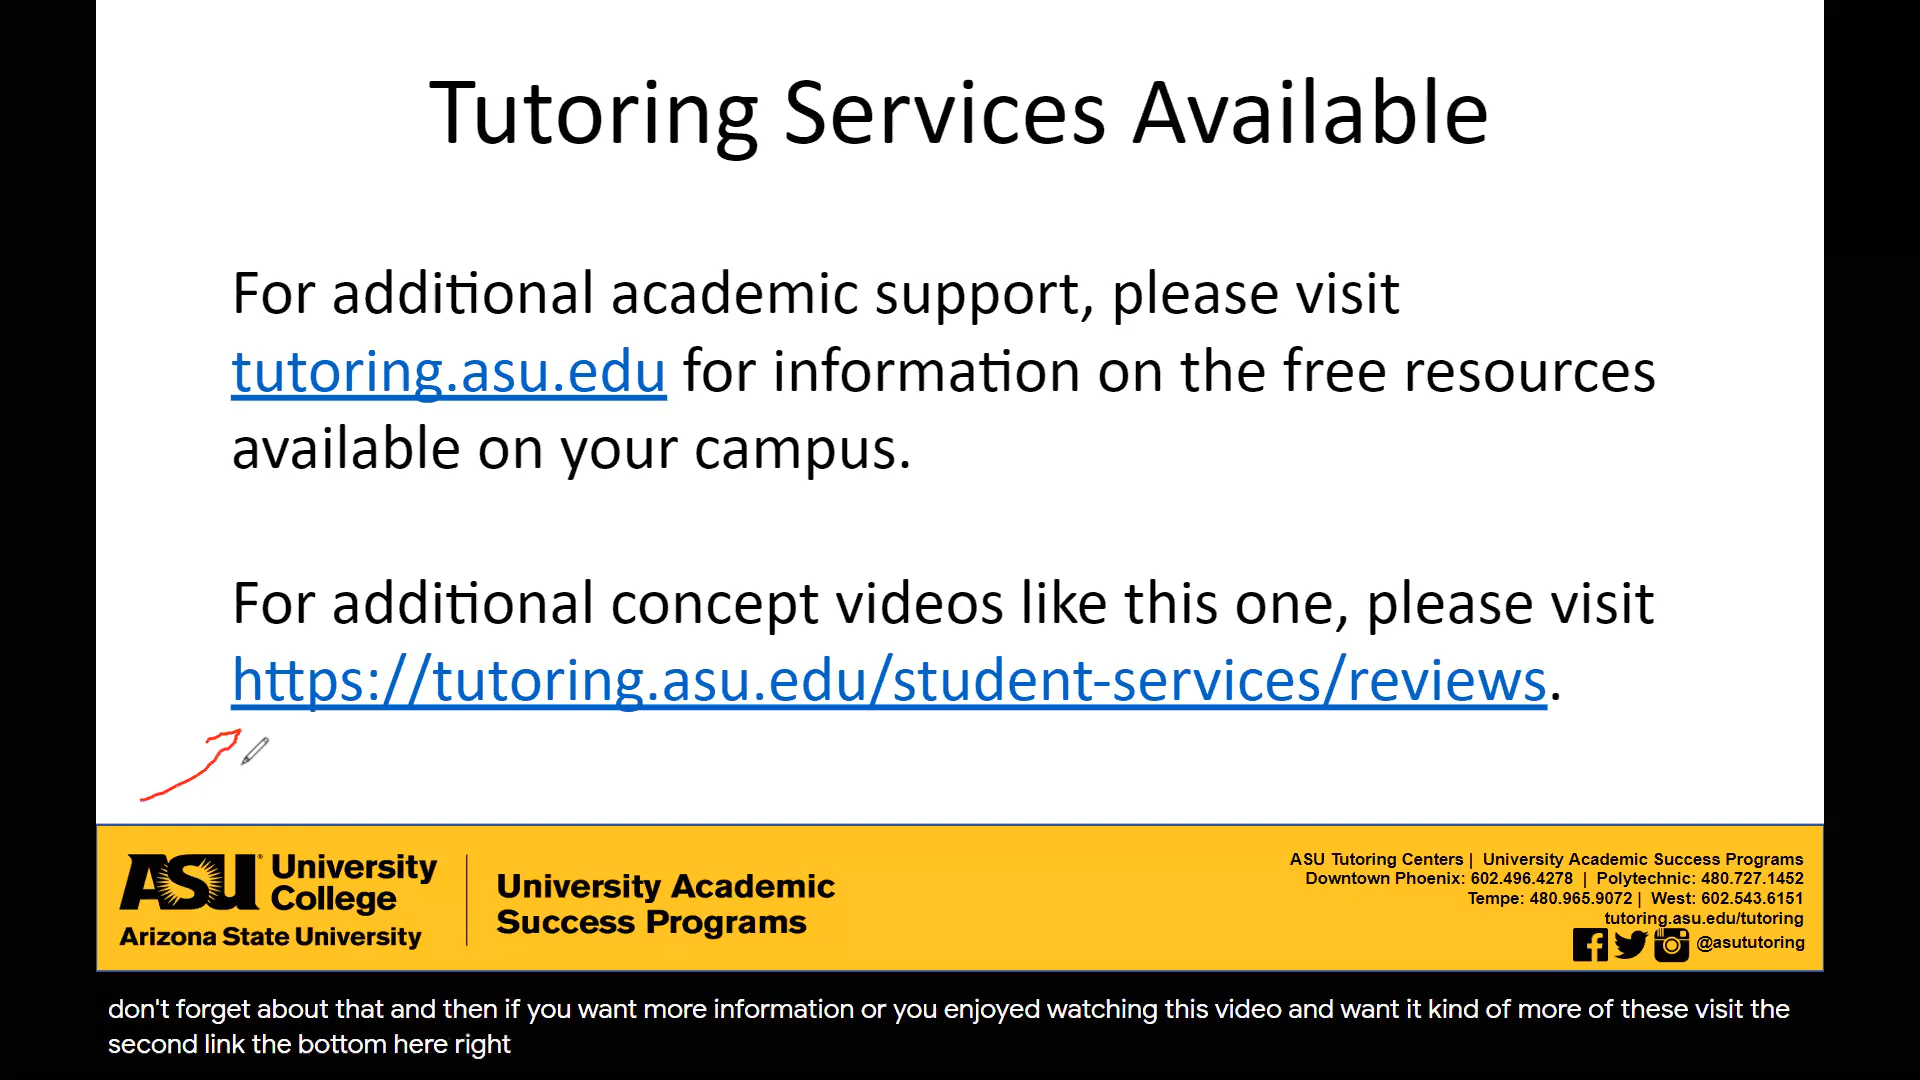 Tutoring Services Available
For additional academic support, please visit
tutoring.asu.edu for information on the free resources
available on your campus.
For additional concept videos like this one, please visit
https://tutoring.asu.edu/student-services/reviews.
ASU University
College
Arizona State University
University Academic
Success Programs
ASU Tutoring Centers | University Academic Success Programs
Downtown Phoenix: 602.496.4278 | Polytechnic: 480.727.1452
Tempe: 480.965.9072 | West: 602.543.6151
tutoring.asu.edu/tutoring
@asututoring
don't forget about that and then if you want more information or you enjoyed watching this video and want it kind of more of these visit the
second link the bottom here right